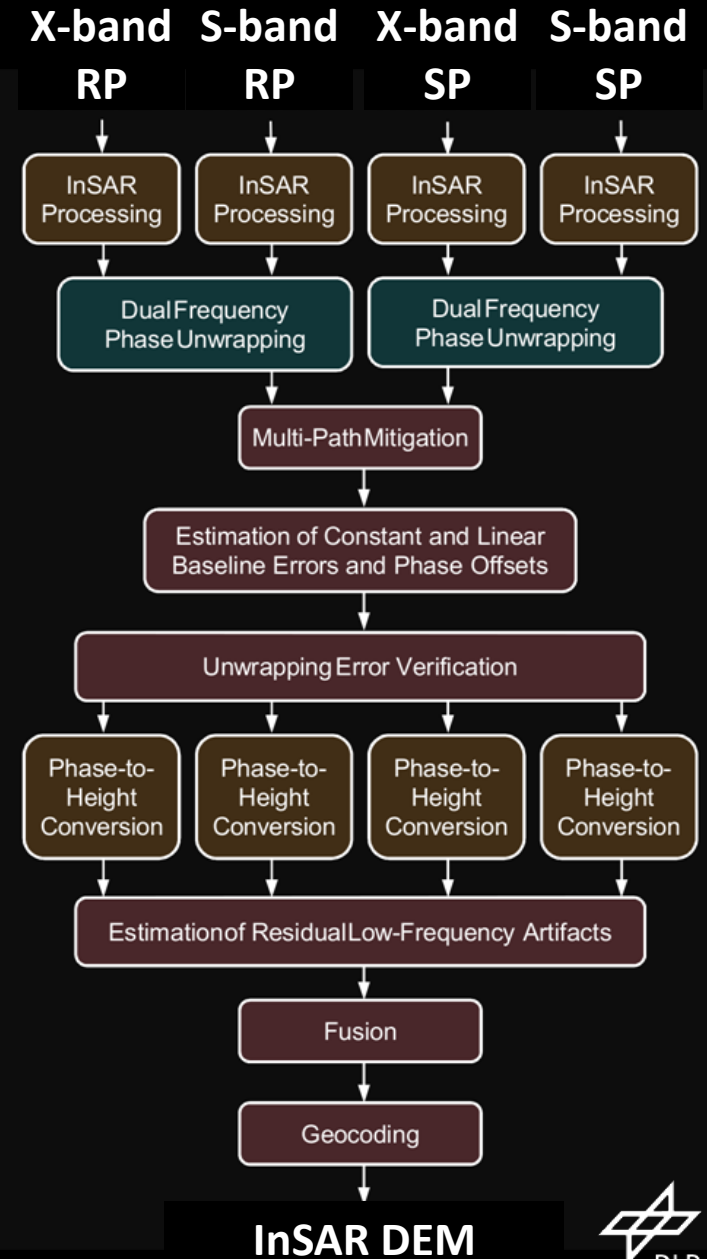 X-band S-band X-band S-band
RP RP SP SP
InSAR Processing InSAR Processing InSAR Processing InSAR Processing
Dual Frequency
Phase Unwrapping
Dual Frequency
Phase Unwrapping
Multi-Path Mitigation
Estimation of Constant and Linear
Baseline Errors and Phase Offsets
Unwrapping Error Verification
Phase-to-
Height
Conversion
Phase-to-
Height
Conversion
Phase-to-
Height
Conversion
Phase-to-
Height
Conversion
Estimation of Residual Low-Frequency Artifacts
Fusion
Geocoding
InSAR DEM